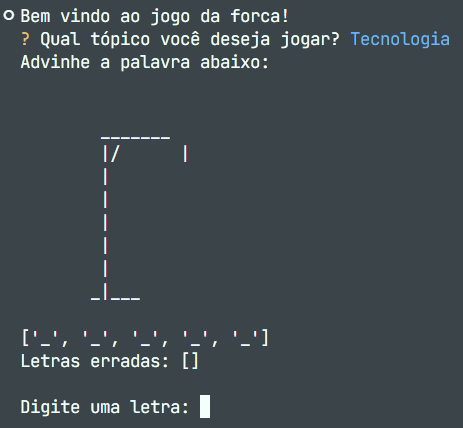 Bem vindo ao jogo da forca!
? Qual tópico você deseja jogar? Tecnologia
Advinhe a palavra abaixo:
_______
|/      |
|
|
|
|
|
_|___
['_', '_', '_', '_', '_']
Letras erradas: []
Digite uma letra: